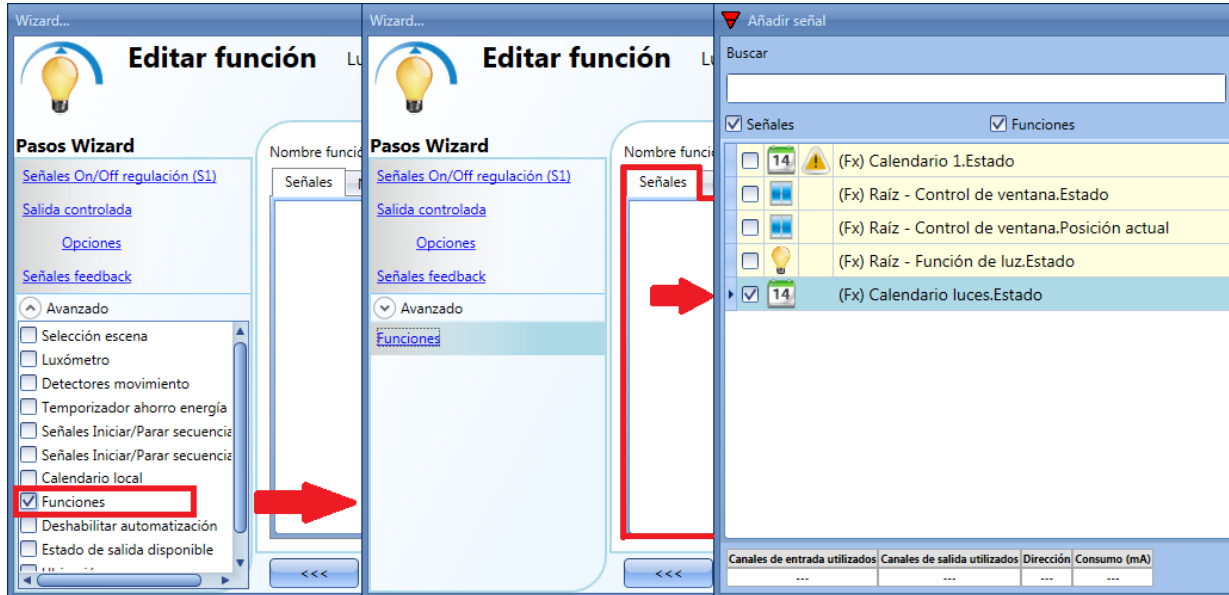 Wizard...
Editar función
Pasos Wizard
Señales On/Off regulación (S1)
Salida controlada
Opciones
Señales feedback
Avanzado
Selección escena
Luxómetro
Detectores movimiento
Temporizador ahorro energía
Señales Iniciar/Parar secuencia
Señales Iniciar/Parar secuencia
Calendario local
Funciones
Deshabilitar automatización
Estado de salida disponible
Nombre funció
Señales
<<<
Wizard...
Editar función
Pasos Wizard
Señales On/Off regulación (S1)
Salida controlada
Opciones
Señales feedback
Avanzado
Funciones
Nombre funció
Señales
<<<
Añadir señal
Buscar
Señales Funciones
14 (Fx) Calendario 1.Estado
(Fx) Raíz - Control de ventana.Estado
(Fx) Raíz - Control de ventana.Posición actual
(Fx) Raíz - Función de luz.Estado
14 (Fx) Calendario luces.Estado
Canales de entrada utilizados Canales de salida utilizados Dirección Consumo (mA)
--- --- --- ---